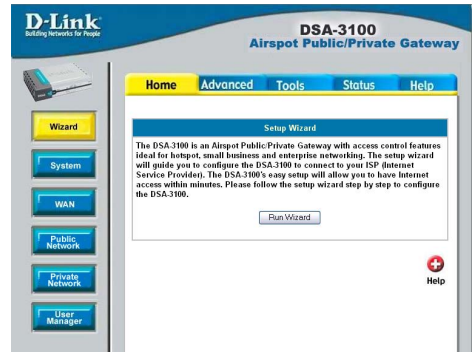 D-Link
Building Networks for People
DSA-3100
Airspot Public/Private Gateway
Home
Advanced
Tools
Status
Help
Wizard
System
WAN
Public
Network
Private
Network
User
Manager
Setup Wizard
The DSA-3100 is an Airspot Public/Private Gateway with access control features
ideal for hotspot, small business and enterprise networking. The setup wizard
will guide you to configure the DSA-3100 to connect to your ISP (Internet
Service Provider). The DSA-3100's easy setup will allow you to have Internet
access within minutes. Please follow the setup wizard step by step to configure
the DSA-3100.
Run Wizard
Help